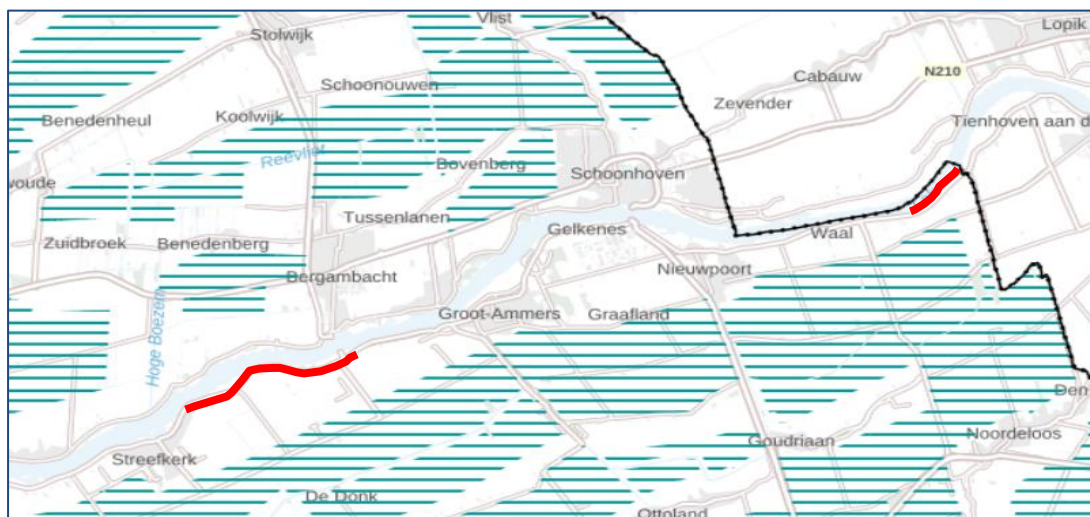 Vlist
Stolwijk
Lopik
N210
Cabauw
Schoonouwen
Zevender
Koolwijk
Benedenheul
Tienhoven aan d
Reevliet
Bovenberg
Schoonhoven
woude
Tussenlanen
Gelkenes
Waal
Zuidbroek
Benedenberg
Bergambacht
Nieuwpoort
Hoge Boezem
Groot-Ammers
Graafland
Den
Goudriaan
Noordeloos
Streefkerk
De Donk
Ottoland